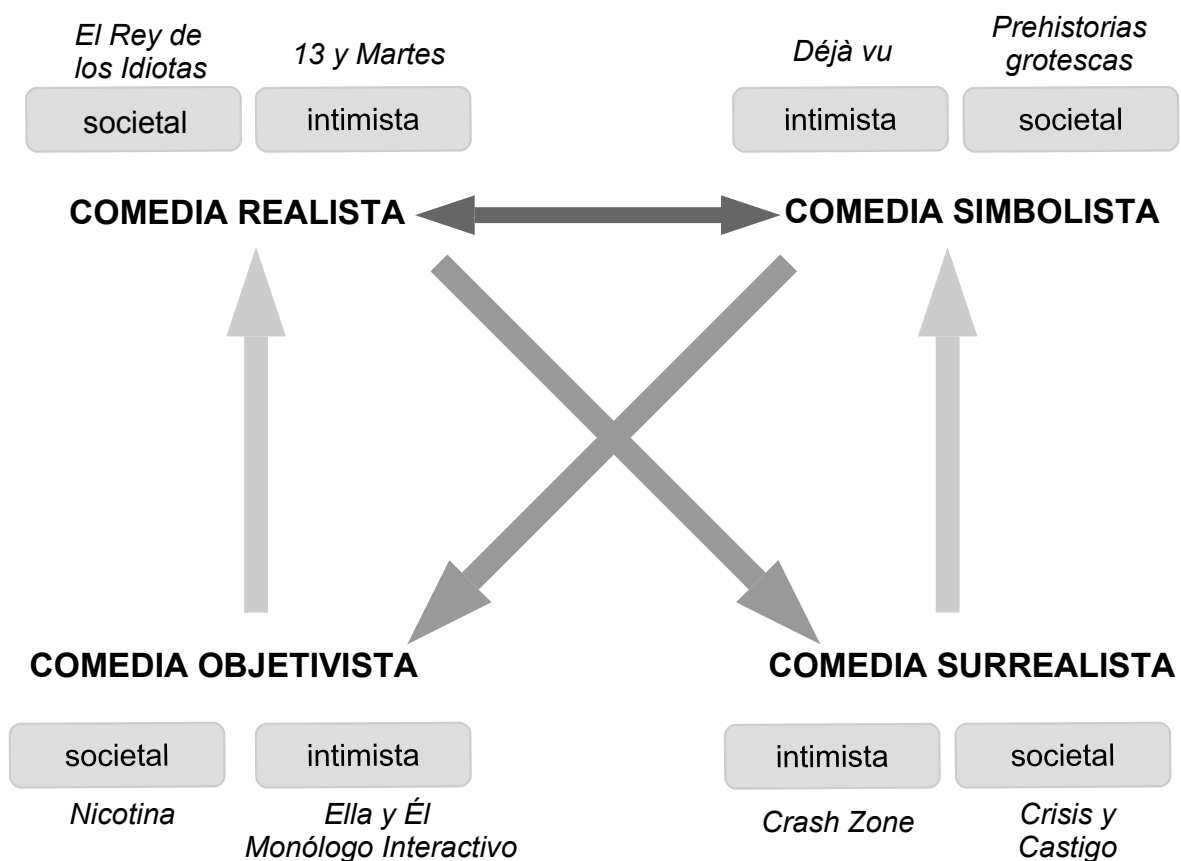 El Rey de
los Idiotas
13 y Martes
Déjà vu
Prehistorias
grotescas
societal
intimista
intimista
societal
COMEDIA REALISTA
COMEDIA SIMBOLISTA
COMEDIA OBJETIVISTA
COMEDIA SURREALISTA
societal
intimista
intimista
societal
Nicotina
Ella y Él
Monólogo Interactivo
Crash Zone
Crisis y
Castigo